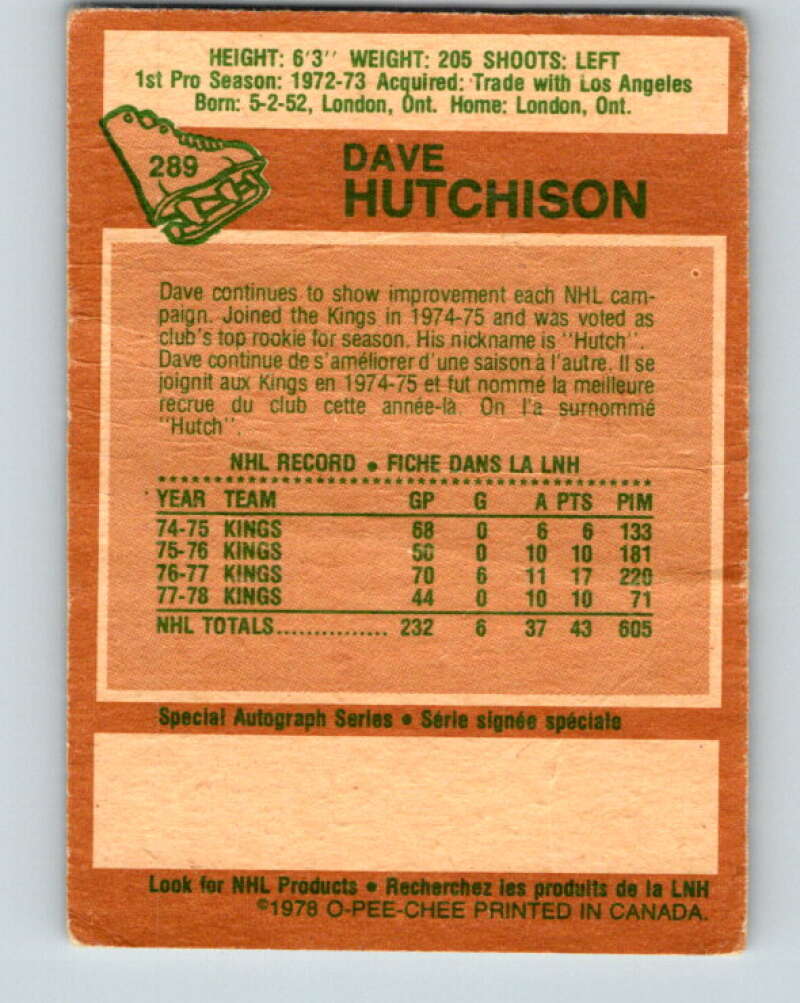 HEIGHT: 6'3'' WEIGHT: 205 SHOOTS: LEFT
1st Pro Season: 1972-73 Acquired: Trade with Los Angeles
Born: 5-2-52, London, Ont. Home: London, Ont.
289
DAVE
HUTCHISON
Dave continues to show improvement each NHL cam-
paign. Joined the Kings in 1974-75 and was voted as
club's top rookie for season. His nickname is ''Hutch''.
Dave continue de s'améliorer d'une saison à l'autre. Il se
joignit aux Kings en 1974-75 et fut nommé la meilleure
recrue du club cette année-là. On l'a surnommé
''Hutch''.
NHL RECORD • FICHE DANS LA LNH
YEAR TEAM GP G A PTS PIM
74-75 KINGS 68 0 6 6 133
75-76 KINGS 50 0 10 10 181
76-77 KINGS 70 6 11 17 220
77-78 KINGS 44 0 10 10 71
NHL TOTALS................ 232 6 37 43 605
Special Autograph Series • Série signée spéciale
Look for NHL Products • Recherchez les produits de la LNH
©1978 O-PEE-CHEE PRINTED IN CANADA.